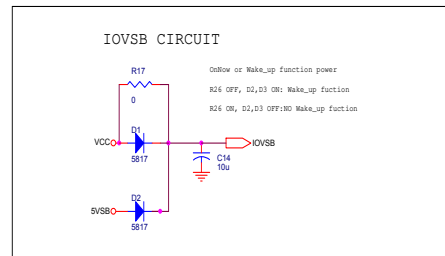 IOVSB CIRCUIT
OnNow or Wake_up function power
R17
R26 OFF, D2,D3 ON: Wake_up fuction
0
R26 ON, D2,D3 OFF:NO Wake_up fuction
D1
VCC
IOVSB
5817
C14
10u
D2
5VSB
5817